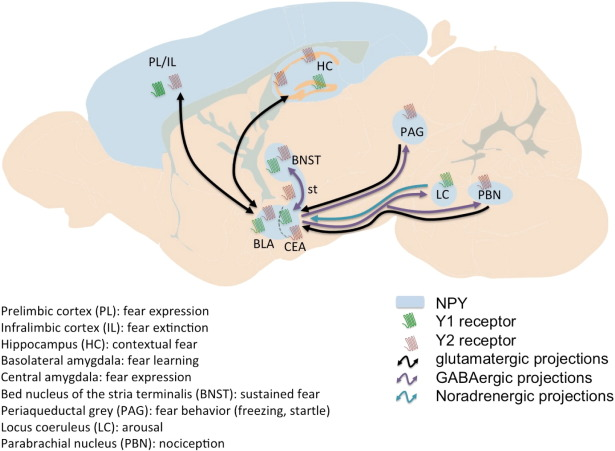 PL/IL
HC
PAG
BNST
st
LC
PBN
BLA
CEA
Prelimbic cortex (PL): fear expression
Infralimbic cortex (IL): fear extinction
Hippocampus (HC): contextual fear
Basolateral amygdala: fear learning
Central amygdala: fear expression
Bed nucleus of the stria terminalis (BNST): sustained fear
Periaqueductal grey (PAG): fear behavior (freezing, startle)
Locus coeruleus (LC): arousal
Parabrachial nucleus (PBN): nociception
NPY
Y1 receptor
Y2 receptor
glutamatergic projections
GABAergic projections
Noradrenergic projections